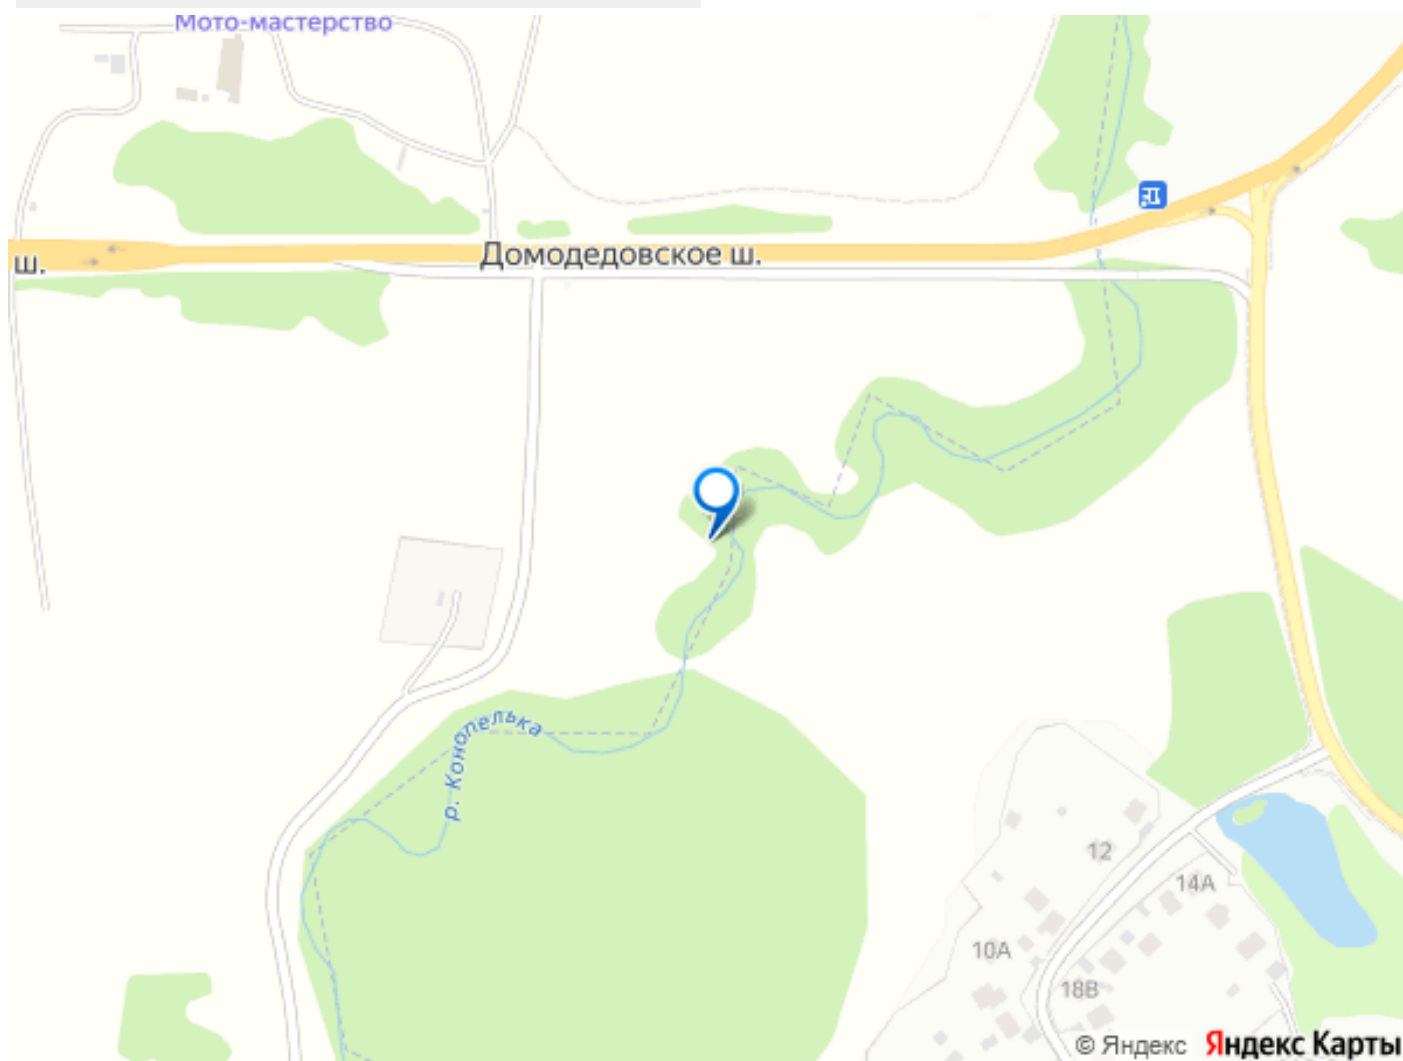 Мото-мастерство
Домодедовское ш.
ш.
р. Конопелька
12
14А
10А
18В
© Яндекс Яндекс Карты